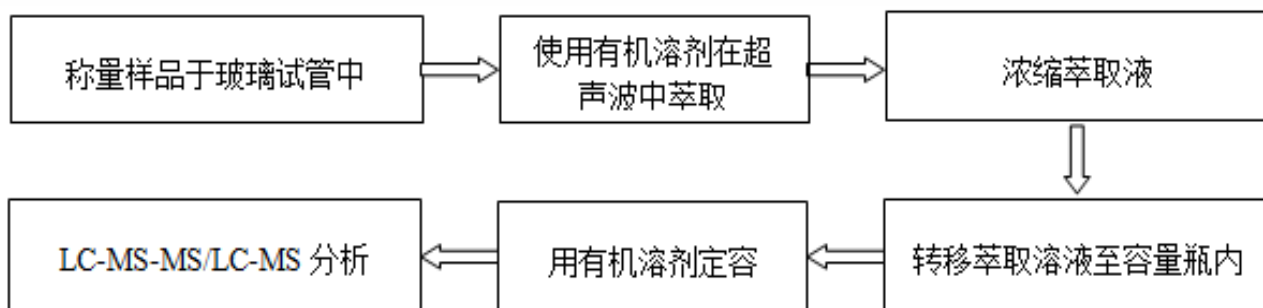 称量样品于玻璃试管中
使用有机溶剂在超
声波中萃取
浓缩萃取液
转移萃取溶液至容量瓶内
用有机溶剂定容
LC-MS-MS/LC-MS 分析